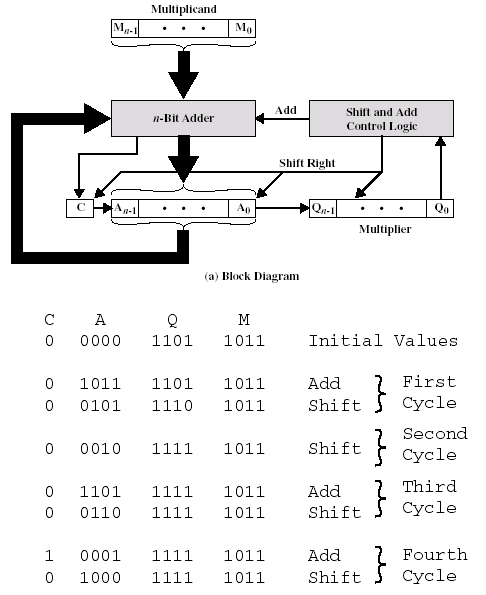 Multiplicand
Mn-1 · · · M0
n-Bit Adder
Add
Shift and Add
Control Logic
Shift Right
C
An-1 · · · A0
Qn-1 · · · Q0
Multiplier
(a) Block Diagram
C A Q M
0 0000 1101 1011 Initial Values
0 1011 1101 1011 Add First
0 0101 1110 1011 Shift Cycle
Second
0 0010 1111 1011 Shift
Cycle
0 1101 1111 1011 Add Third
0 0110 1111 1011 Shift Cycle
1 0001 1111 1011 Add Fourth
0 1000 1111 1011 Shift Cycle